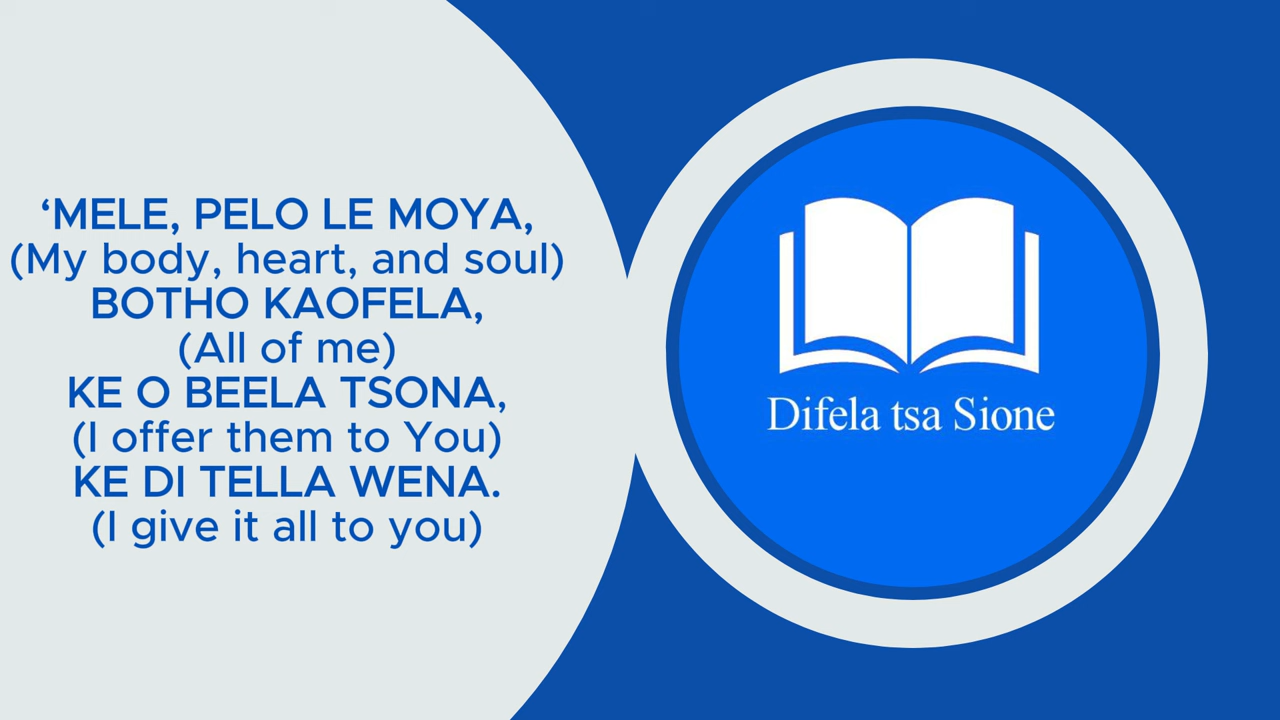 ‘MELE, PELO LE MOYA,
(My body, heart, and soul)
BOTHO KAOFELA,
(All of me)
KE O BEELA TSONA,
(I offer them to You)
KE DI TELLA WENA.
(I give it all to you)
Difela tsa Sione